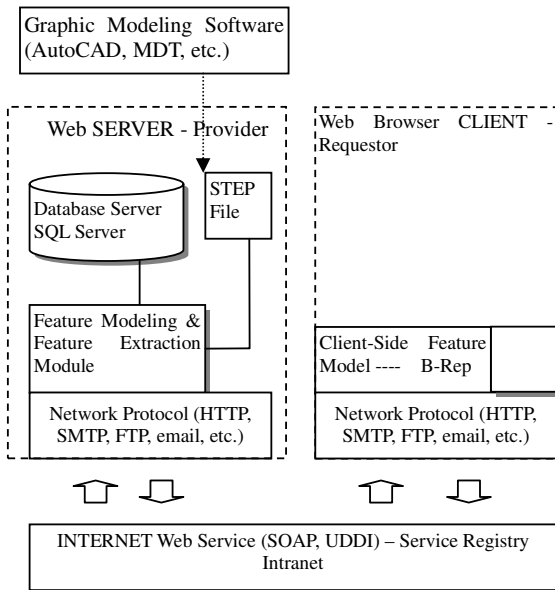 Graphic Modeling Software
(AutoCAD, MDT, etc.)
Web SERVER - Provider
Database Server
SQL Server
STEP
File
Feature Modeling &
Feature Extraction
Module
Network Protocol (HTTP,
SMTP, FTP, email, etc.)
Web Browser CLIENT -
Requestor
Client-Side Feature
Model ---- B-Rep
Network Protocol (HTTP,
SMTP, FTP, email, etc.)
INTERNET Web Service (SOAP, UDDI) – Service Registry
Intranet